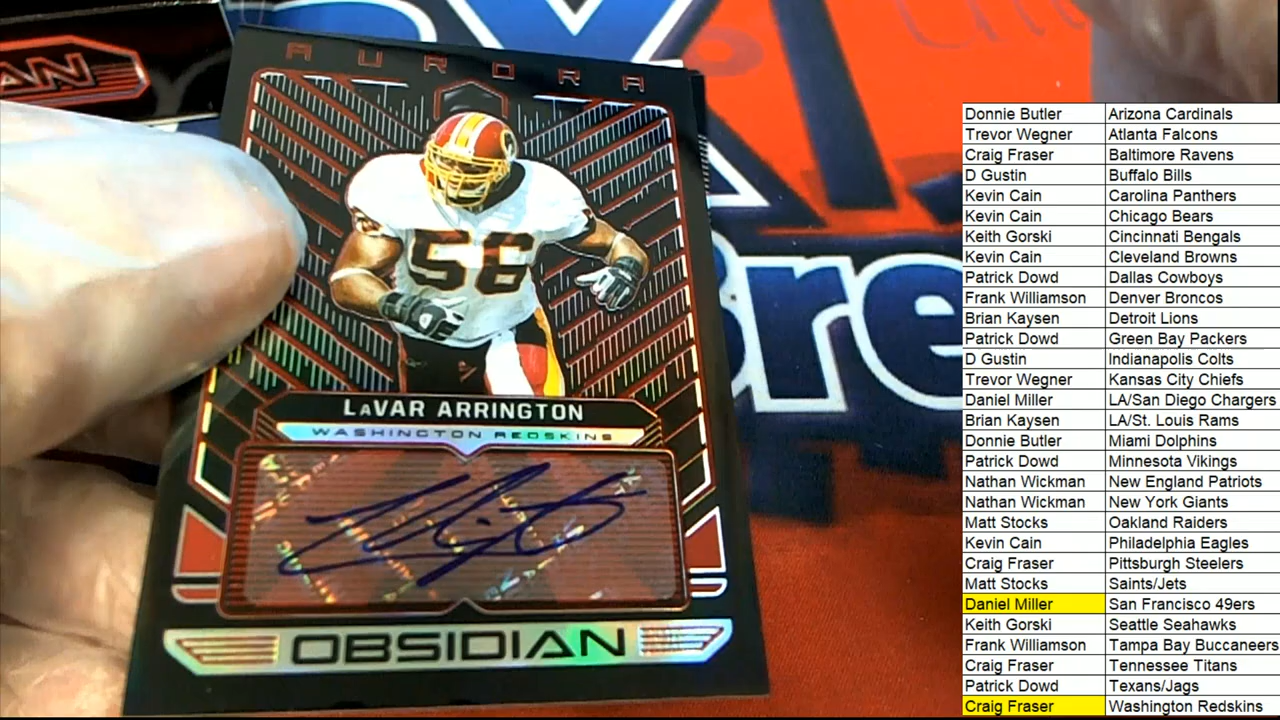 AN
AURORA
56
LaVAR ARRINGTON
WASHINGTON REDSKINS
OBSIDIAN
Bre
Donnie Butler Arizona Cardinals
Trevor Wegner Atlanta Falcons
Craig Fraser Baltimore Ravens
D Gustin Buffalo Bills
Kevin Cain Carolina Panthers
Kevin Cain Chicago Bears
Keith Gorski Cincinnati Bengals
Kevin Cain Cleveland Browns
Patrick Dowd Dallas Cowboys
Frank Williamson Denver Broncos
Brian Kaysen Detroit Lions
Patrick Dowd Green Bay Packers
D Gustin Indianapolis Colts
Trevor Wegner Kansas City Chiefs
Daniel Miller LA/San Diego Chargers
Brian Kaysen LA/St. Louis Rams
Donnie Butler Miami Dolphins
Patrick Dowd Minnesota Vikings
Nathan Wickman New England Patriots
Nathan Wickman New York Giants
Matt Stocks Oakland Raiders
Kevin Cain Philadelphia Eagles
Craig Fraser Pittsburgh Steelers
Matt Stocks Saints/Jets
Daniel Miller San Francisco 49ers
Keith Gorski Seattle Seahawks
Frank Williamson Tampa Bay Buccaneers
Craig Fraser Tennessee Titans
Patrick Dowd Texans/Jags
Craig Fraser Washington Redskins